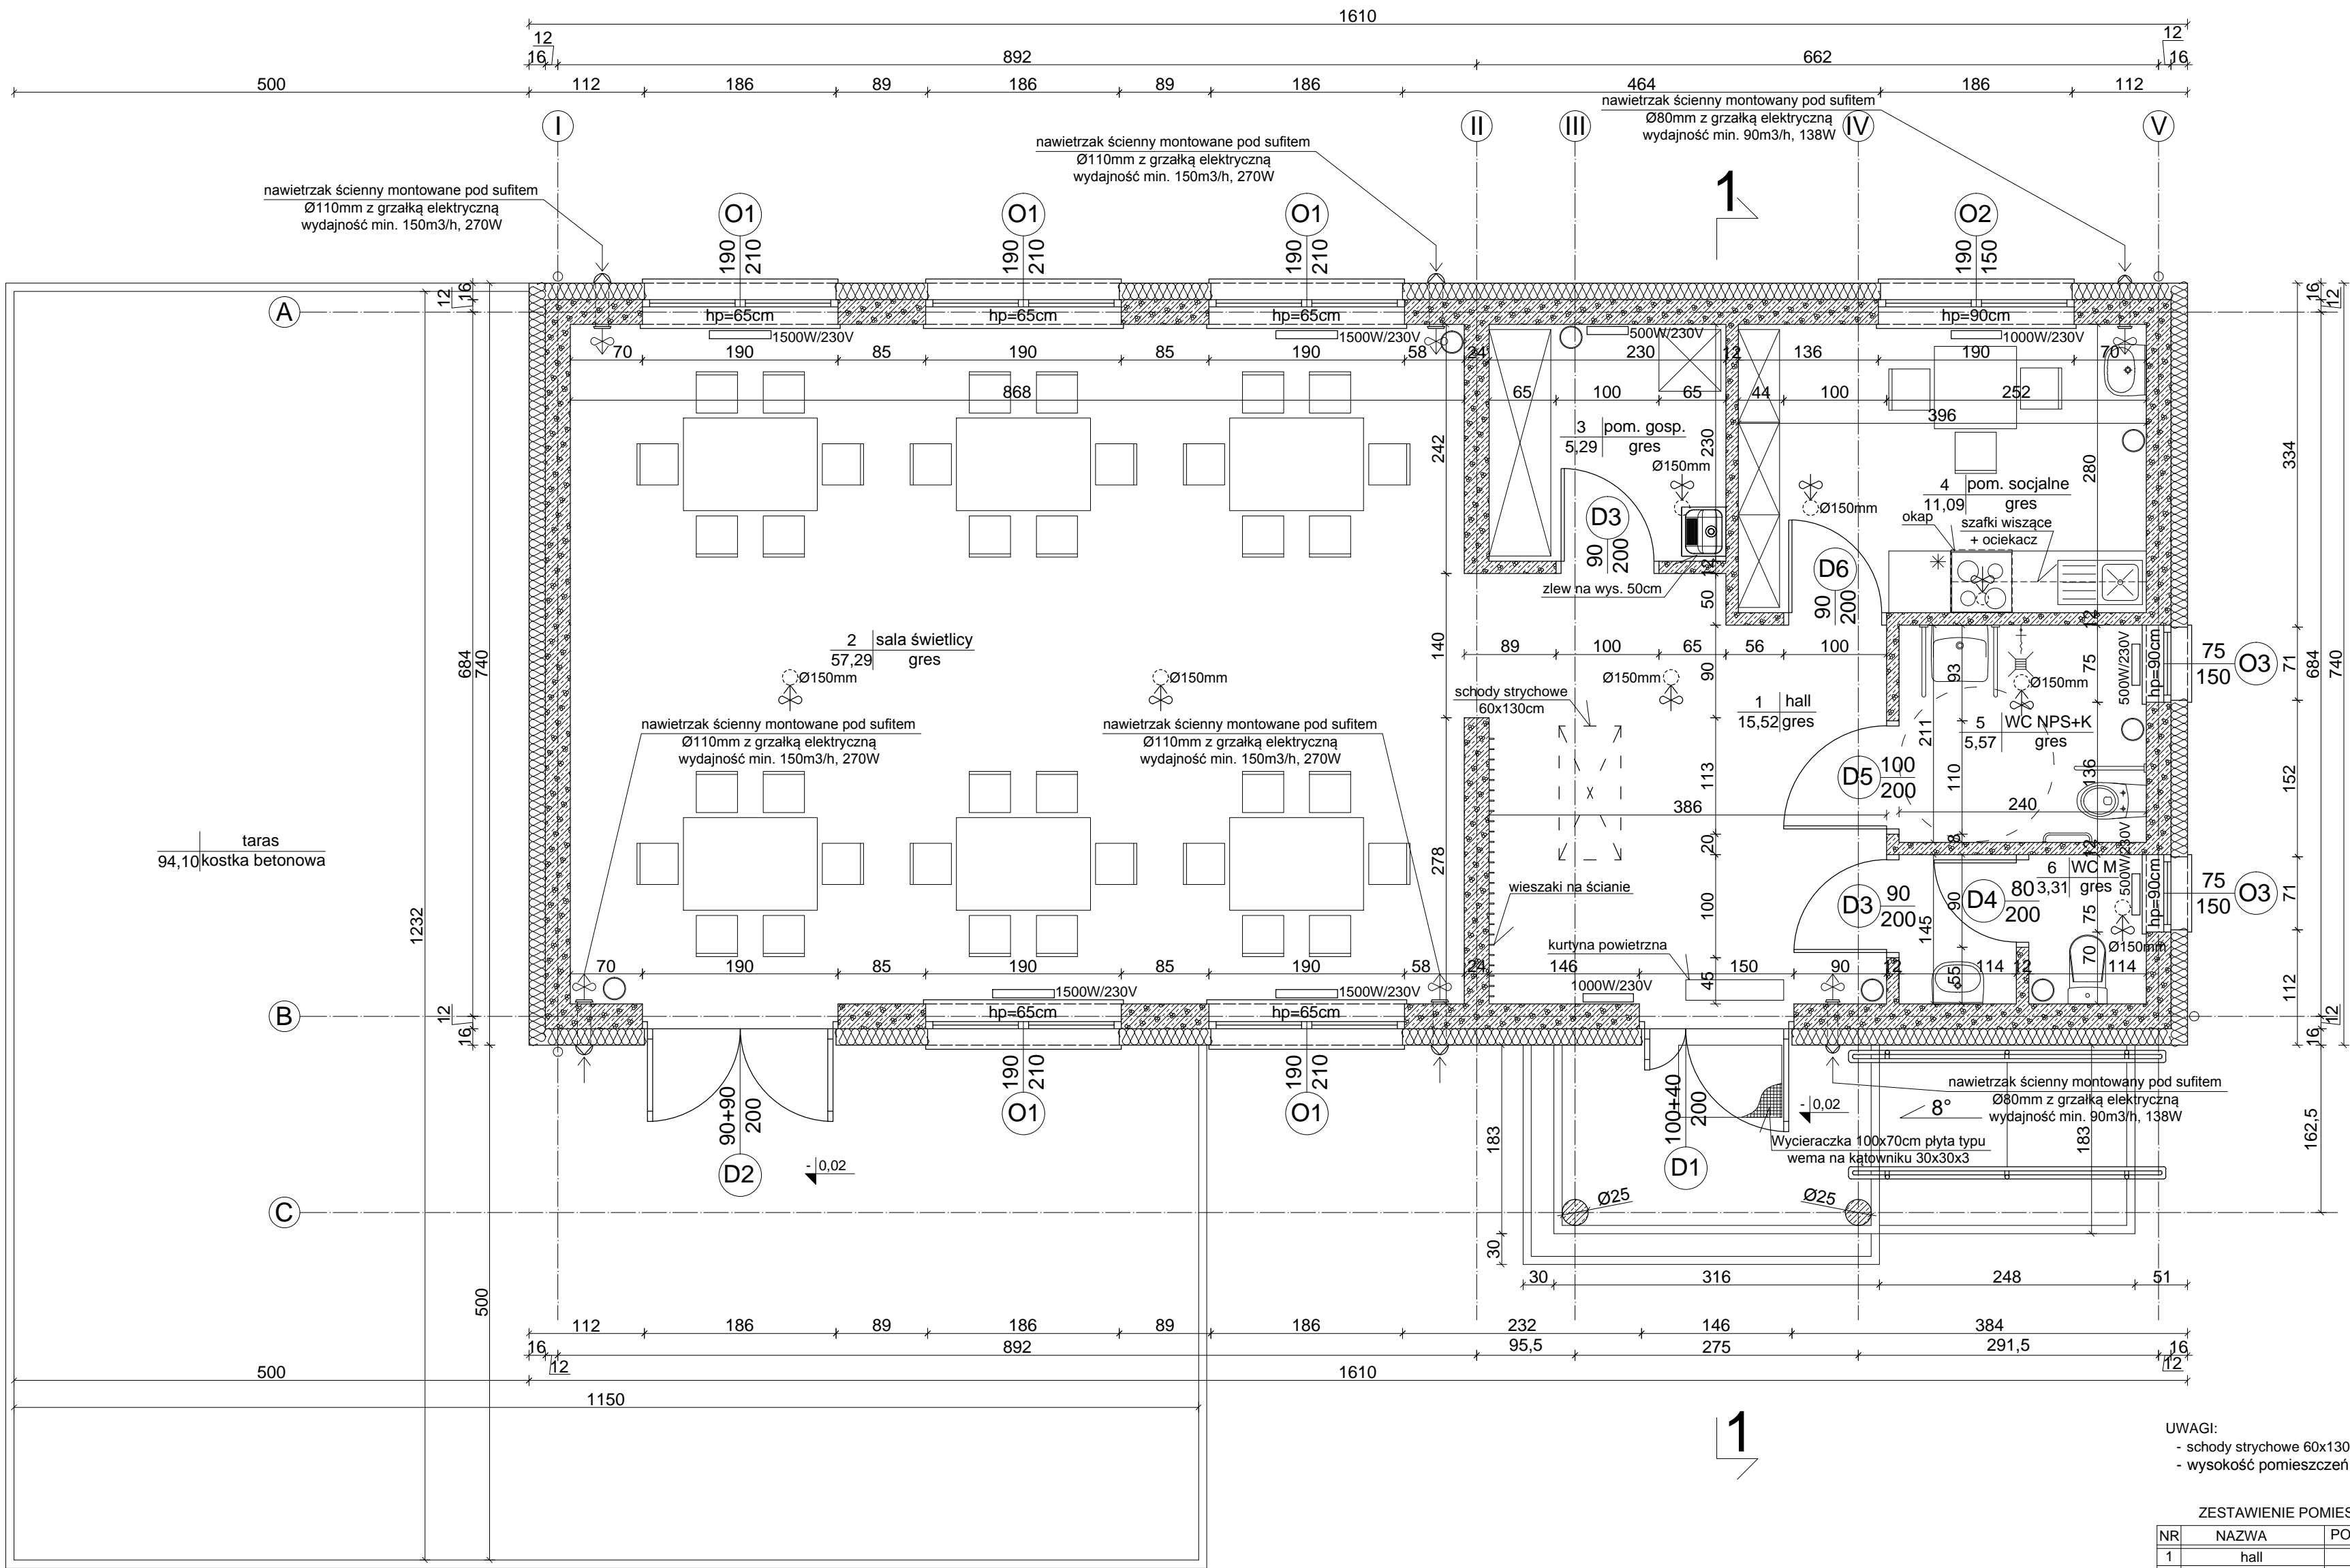 1610
12
12
16
892
662
16
500
112
186
89
186
89
186
464
186
112
I
II
III
IV
V
nawietrzak ścienny montowany pod sufitem
Ø80mm z grzałką elektryczną
wydajność min. 90m3/h, 138W
nawietrzak ścienny montowane pod sufitem
Ø110mm z grzałką elektryczną
wydajność min. 150m3/h, 270W
nawietrzak ścienny montowane pod sufitem
Ø110mm z grzałką elektryczną
wydajność min. 150m3/h, 270W
1
O1
190
210
O1
190
210
O1
190
210
O2
190
150
A
12
16
16
12
hp=65cm
hp=65cm
hp=65cm
hp=90cm
1500W/230V
1500W/230V
500W/230V
1000W/230V
70
190
85
190
85
190
58
24
230
12
136
190
70
868
65
100
65
44
100
252
396
242
230
280
334
3 pom. gosp.
5,29 gres
Ø150mm
4 pom. socjalne
11,09 gres
Ø150mm
okap
szafki wiszące
+ ociekacz
D3
90
200
D6
90
200
12
zlew na wys. 50cm
50
12
684
740
684
740
2 sala świetlicy
57,29 gres
140
89
100
65
56
100
90
93
75
500W/230V
hp=90cm
75
150
O3
71
Ø150mm
Ø150mm
Ø150mm
Ø150mm
schody strychowe
60x130cm
1 hall
15,52 gres
5 WC NPS+K
5,57 gres
211
nawietrzak ścienny montowane pod sufitem
Ø110mm z grzałką elektryczną
wydajność min. 150m3/h, 270W
nawietrzak ścienny montowane pod sufitem
Ø110mm z grzałką elektryczną
wydajność min. 150m3/h, 270W
D5
100
200
113
110
136
152
386
240
20
8
12
278
taras
94,10 kostka betonowa
wieszaki na ścianie
6 WC M
3,31 gres
500W/230V
hp=90cm
75
150
O3
71
D3
90
200
D4
80
200
100
90
75
145
1232
kurtyna powietrzna
Ø150mm
70
190
85
190
85
190
58
24
146
150
90
12
114
12
114
45
55
70
112
1500W/230V
1500W/230V
1000W/230V
B
12
16
hp=65cm
hp=65cm
12
16
90+90
200
D2
190
210
O1
190
210
O1
100+40
200
D1
- 0,02
- 0,02
8°
nawietrzak ścienny montowany pod sufitem
Ø80mm z grzałką elektryczną
wydajność min. 90m3/h, 138W
Wycieraczka 100x70cm płyta typu
wema na kątowniku 30x30x3
183
183
162,5
C
Ø25
Ø25
30
500
30
316
248
51
112
186
89
186
89
186
232
146
384
16
12
892
95,5
275
291,5
16
12
500
1610
1150
1
UWAGI:
- schody strychowe 60x130
- wysokość pomieszczeń
ZESTAWIENIE POMIES
NR NAZWA PO
1 hall